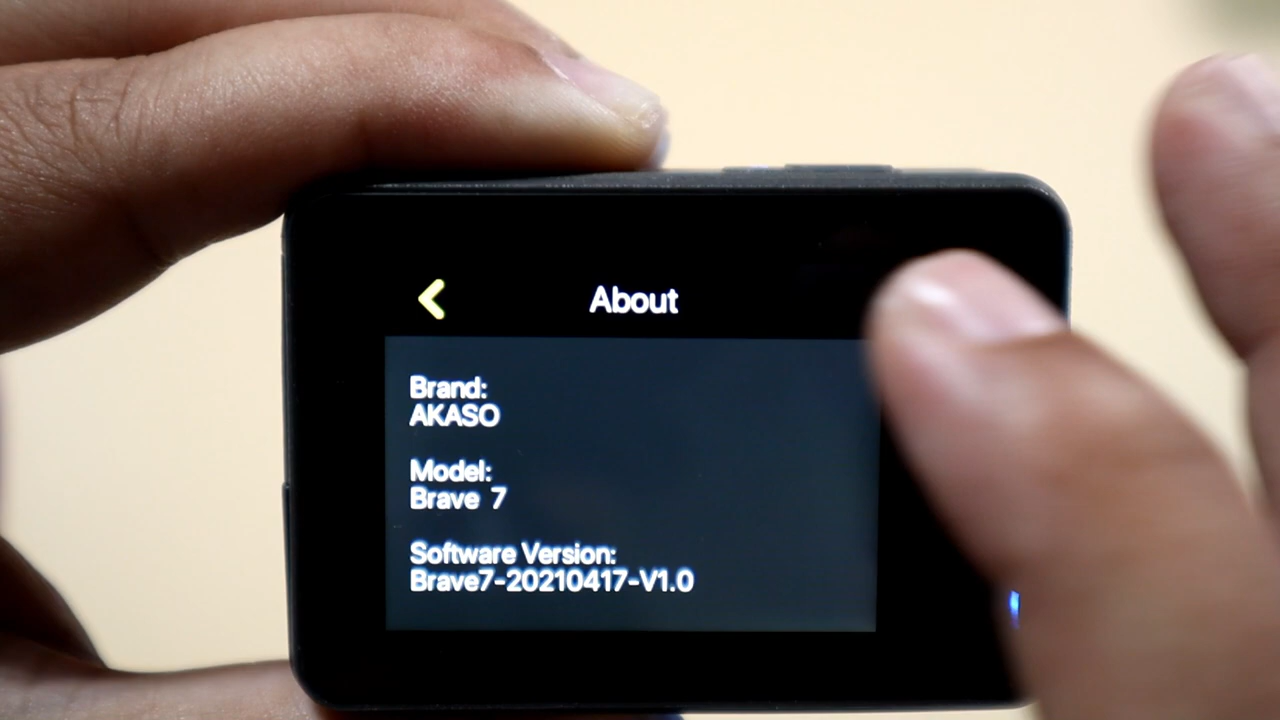 About
Brand:
AKASO
Model:
Brave 7
Software Version:
Brave7-20210417-V1.0